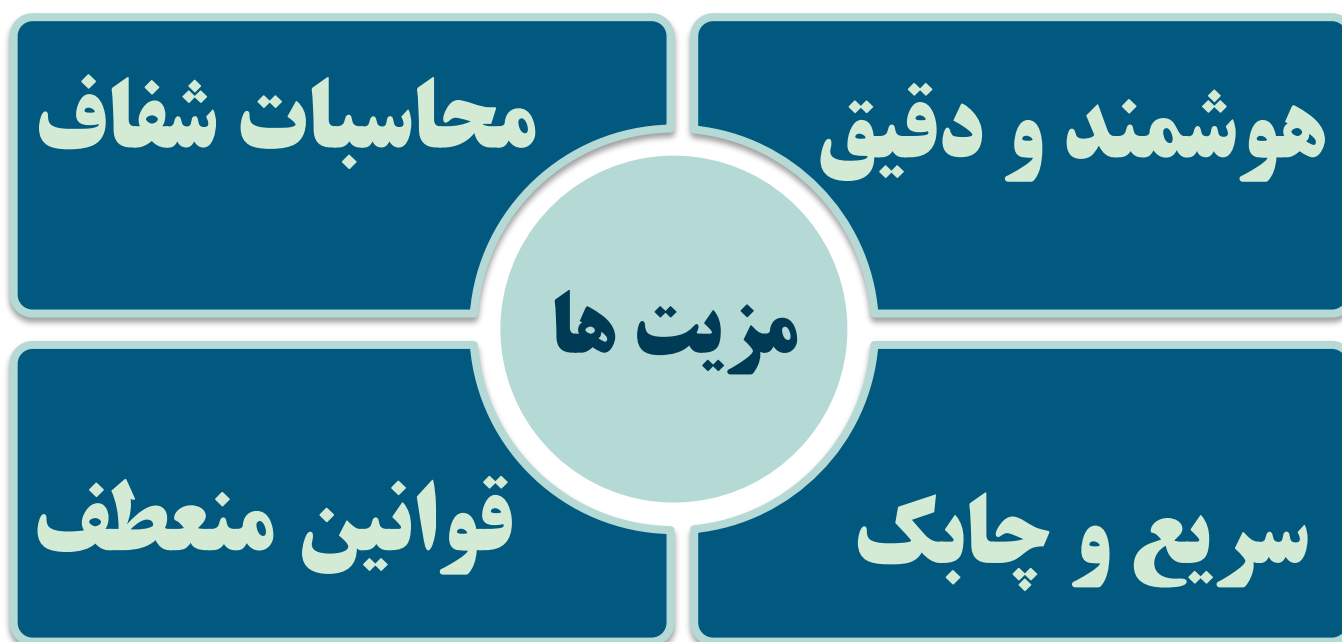 هوشمند و دقیق
محاسبات شفاف
مزیت ها
سریع و چابک
قوانین منعطف